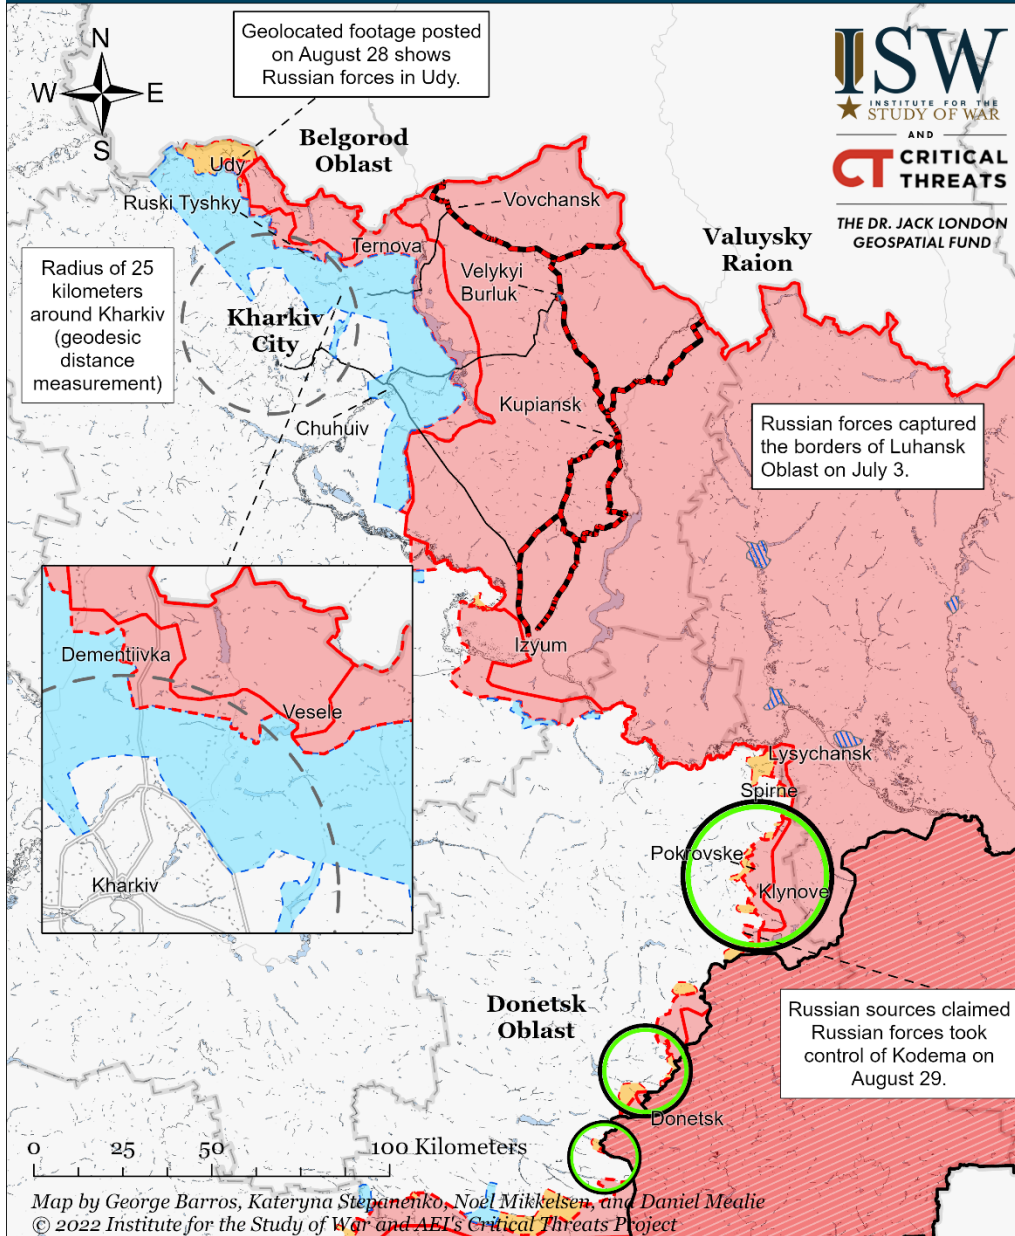 Geolocated footage posted
on August 28 shows
Russian forces in Udy.
N
W
E
S
ISW
INSTITUTE FOR THE
STUDY OF WAR
AND
CT CRITICAL
THREATS
THE DR. JACK LONDON
GEOSPATIAL FUND
Belgorod
Oblast
Udy
Ruski Tyshky
Vovchansk
Ternova
Valuysky
Raion
Velykyi
Burluk
Radius of 25
kilometers
around Kharkiv
(geodesic
distance
measurement)
Kharkiv
City
Kupiansk
Chuhuiv
Russian forces captured
the borders of Luhansk
Oblast on July 3.
Izyum
Dementiivka
Vesele
Kharkiv
Lysychansk
Spirne
Pokrovske
Klynove
Donetsk
Oblast
Russian sources claimed
Russian forces took
control of Kodema on
August 29.
Donetsk
0 25 50 100 Kilometers
Map by George Barros, Kateryna Stepanenko, Noel Mikkelsen, and Daniel Mealie
© 2022 Institute for the Study of War and AEI's Critical Threats Project